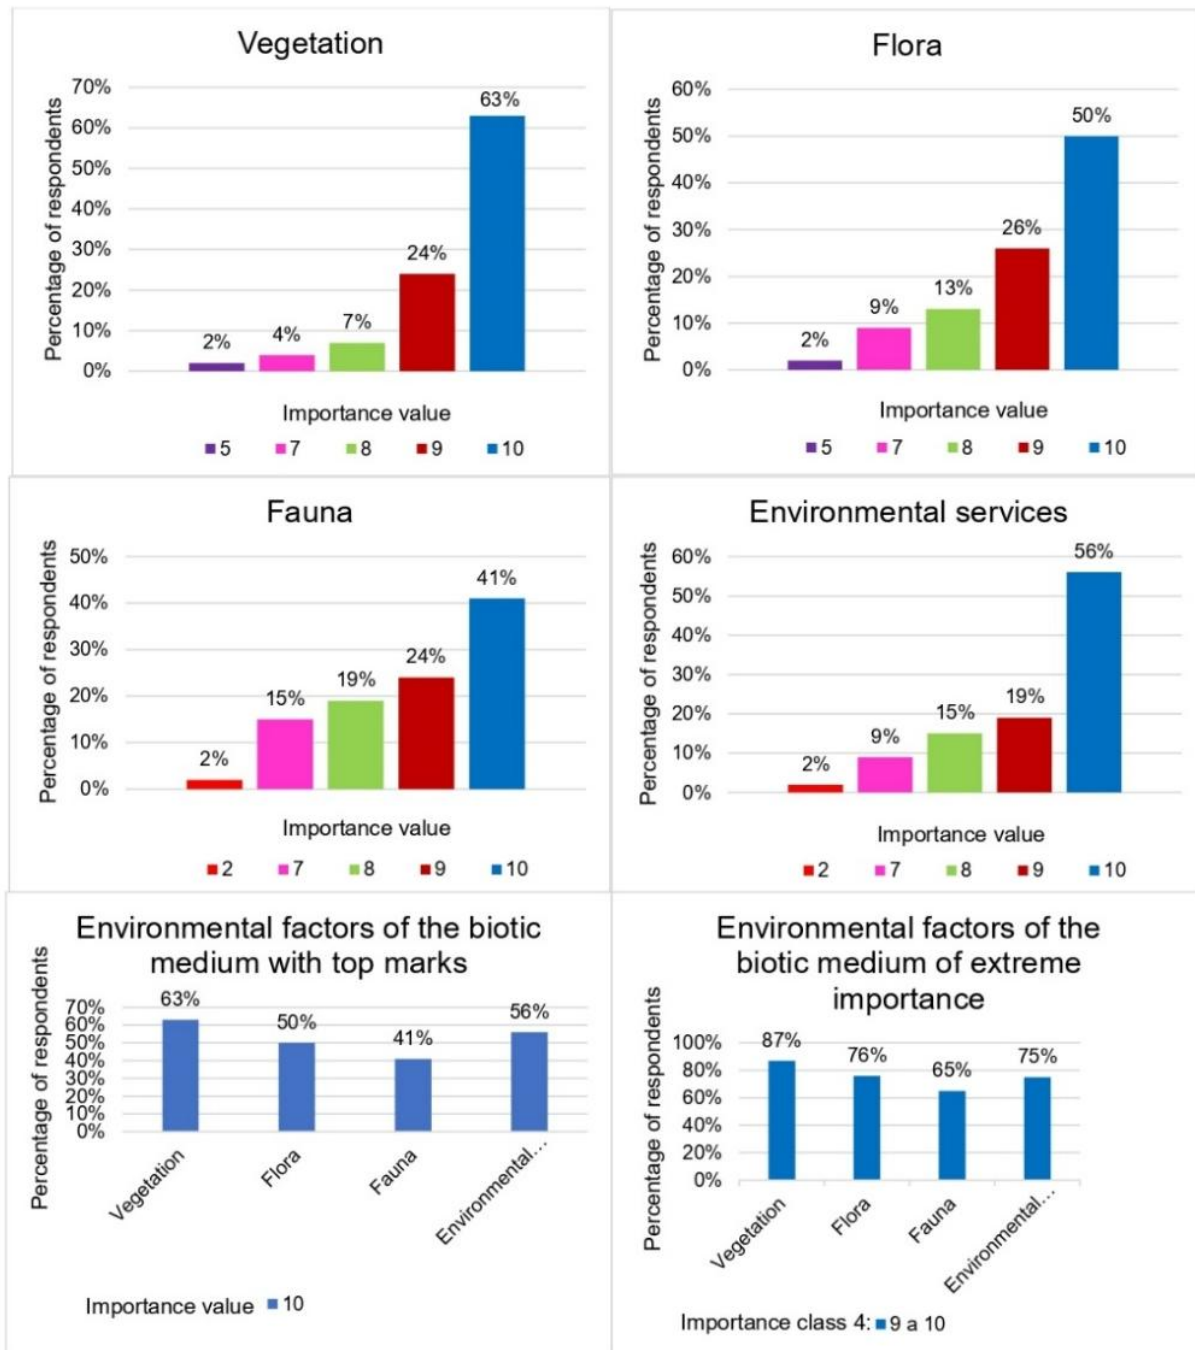 Vegetation
Percentage of respondents
70%
60%
50%
40%
30%
20%
10%
0%
2%
4%
7%
24%
63%
Importance value
5 7 8 9 10
Flora
Percentage of respondents
60%
50%
40%
30%
20%
10%
0%
2%
9%
13%
26%
50%
Importance value
5 7 8 9 10
Fauna
Percentage of respondents
50%
40%
30%
20%
10%
0%
2%
15%
19%
24%
41%
Importance value
2 7 8 9 10
Environmental services
Percentage of respondents
60%
50%
40%
30%
20%
10%
0%
2%
9%
15%
19%
56%
Importance value
2 7 8 9 10
Environmental factors of the biotic
medium with top marks
Percentage of respondents
70%
60%
50%
40%
30%
20%
10%
0%
63%
50%
41%
56%
Vegetation
Flora
Fauna
Environmental...
Importance value 10
Environmental factors of the
biotic medium of extreme
importance
Percentage of respondents
100%
80%
60%
40%
20%
0%
87%
76%
65%
75%
Vegetation
Flora
Fauna
Environmental...
Importance class 4: 9 a 10